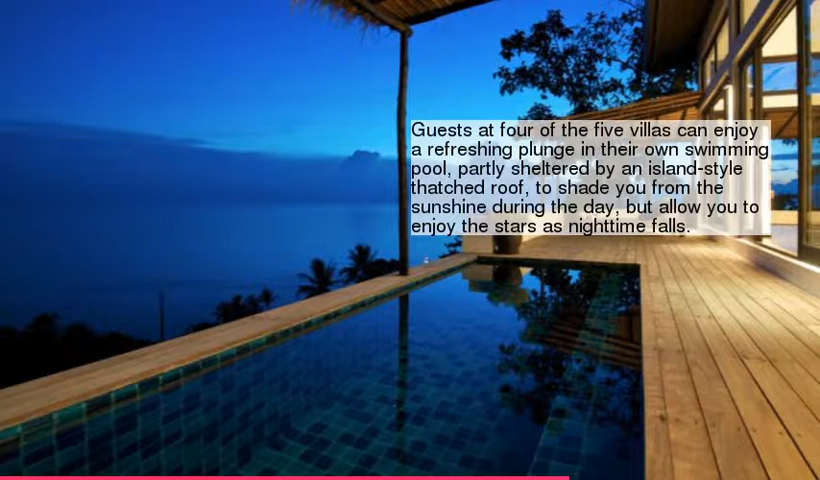 Guests at four of the five villas can enjoy
a refreshing plunge in their own swimming
pool, partly sheltered by an island-style
thatched roof, to shade you from the
sunshine during the day, but allow you to
enjoy the stars as nighttime falls.